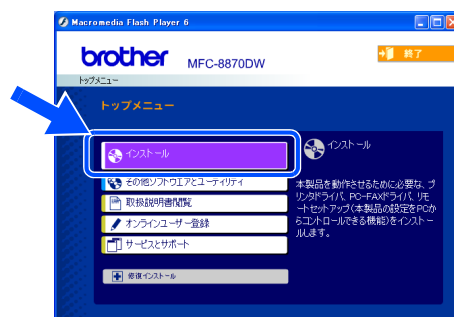 Macromedia Flash Player 6
brother MFC-8870DW
終了
トップメニュー
トップメニュー
インストール
その他ソフトウエアとユーティリティ
取扱説明書閲覧
オンラインユーザー登録
サービスとサポート
修復インストール
インストール
本製品を動作させるために必要な、プ
リンタドライバ、PC-FAXドライバ、リモ
ートセットアップ(本製品の設定をPCか
らコントロールできる機能)をインストー
ルします。